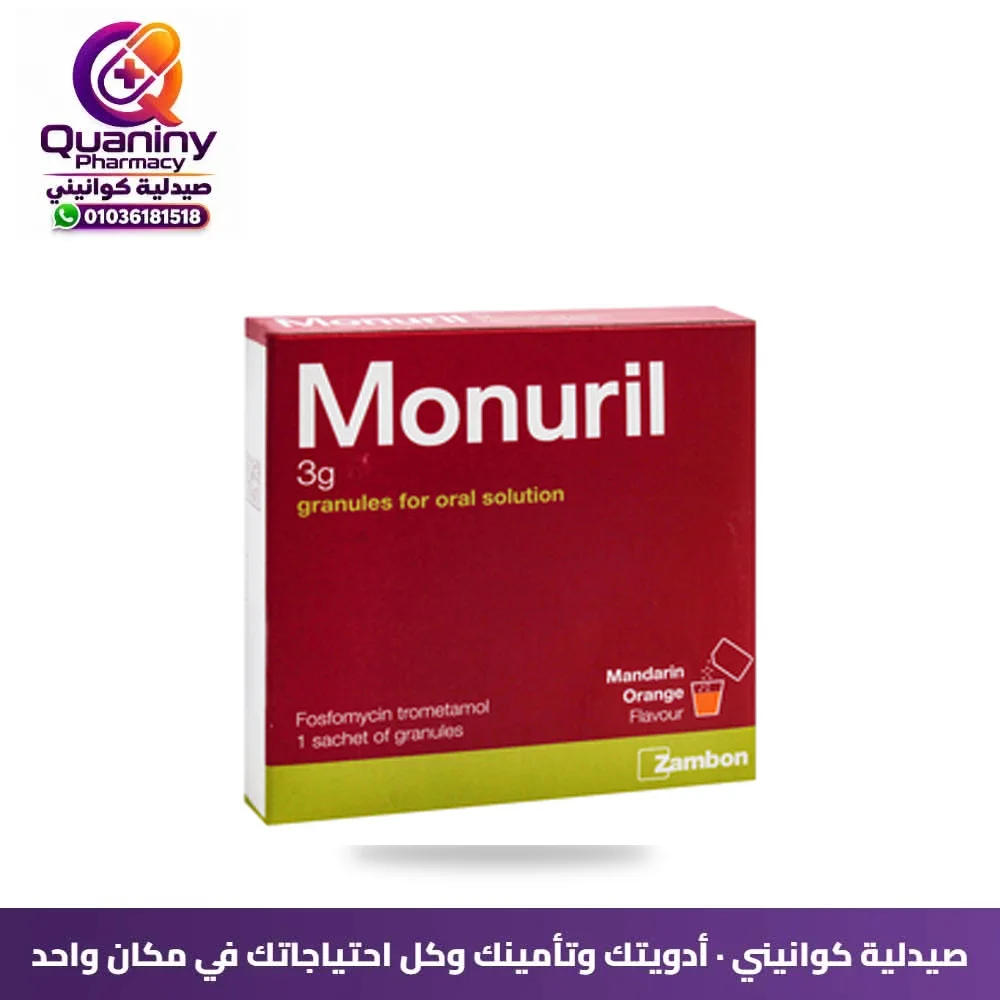 Quaniny
Pharmacy
صيدلية كوانيني
01036181518
Monuril
Monuril
3g
granules for oral solution
Mandarin
Orange
Flavour
Fosfomycin trometamol
1 sachet of granules
Zambon
صيدلية كوانيني · أدويتك وتأمينك وكل احتياجاتك في مكان واحد